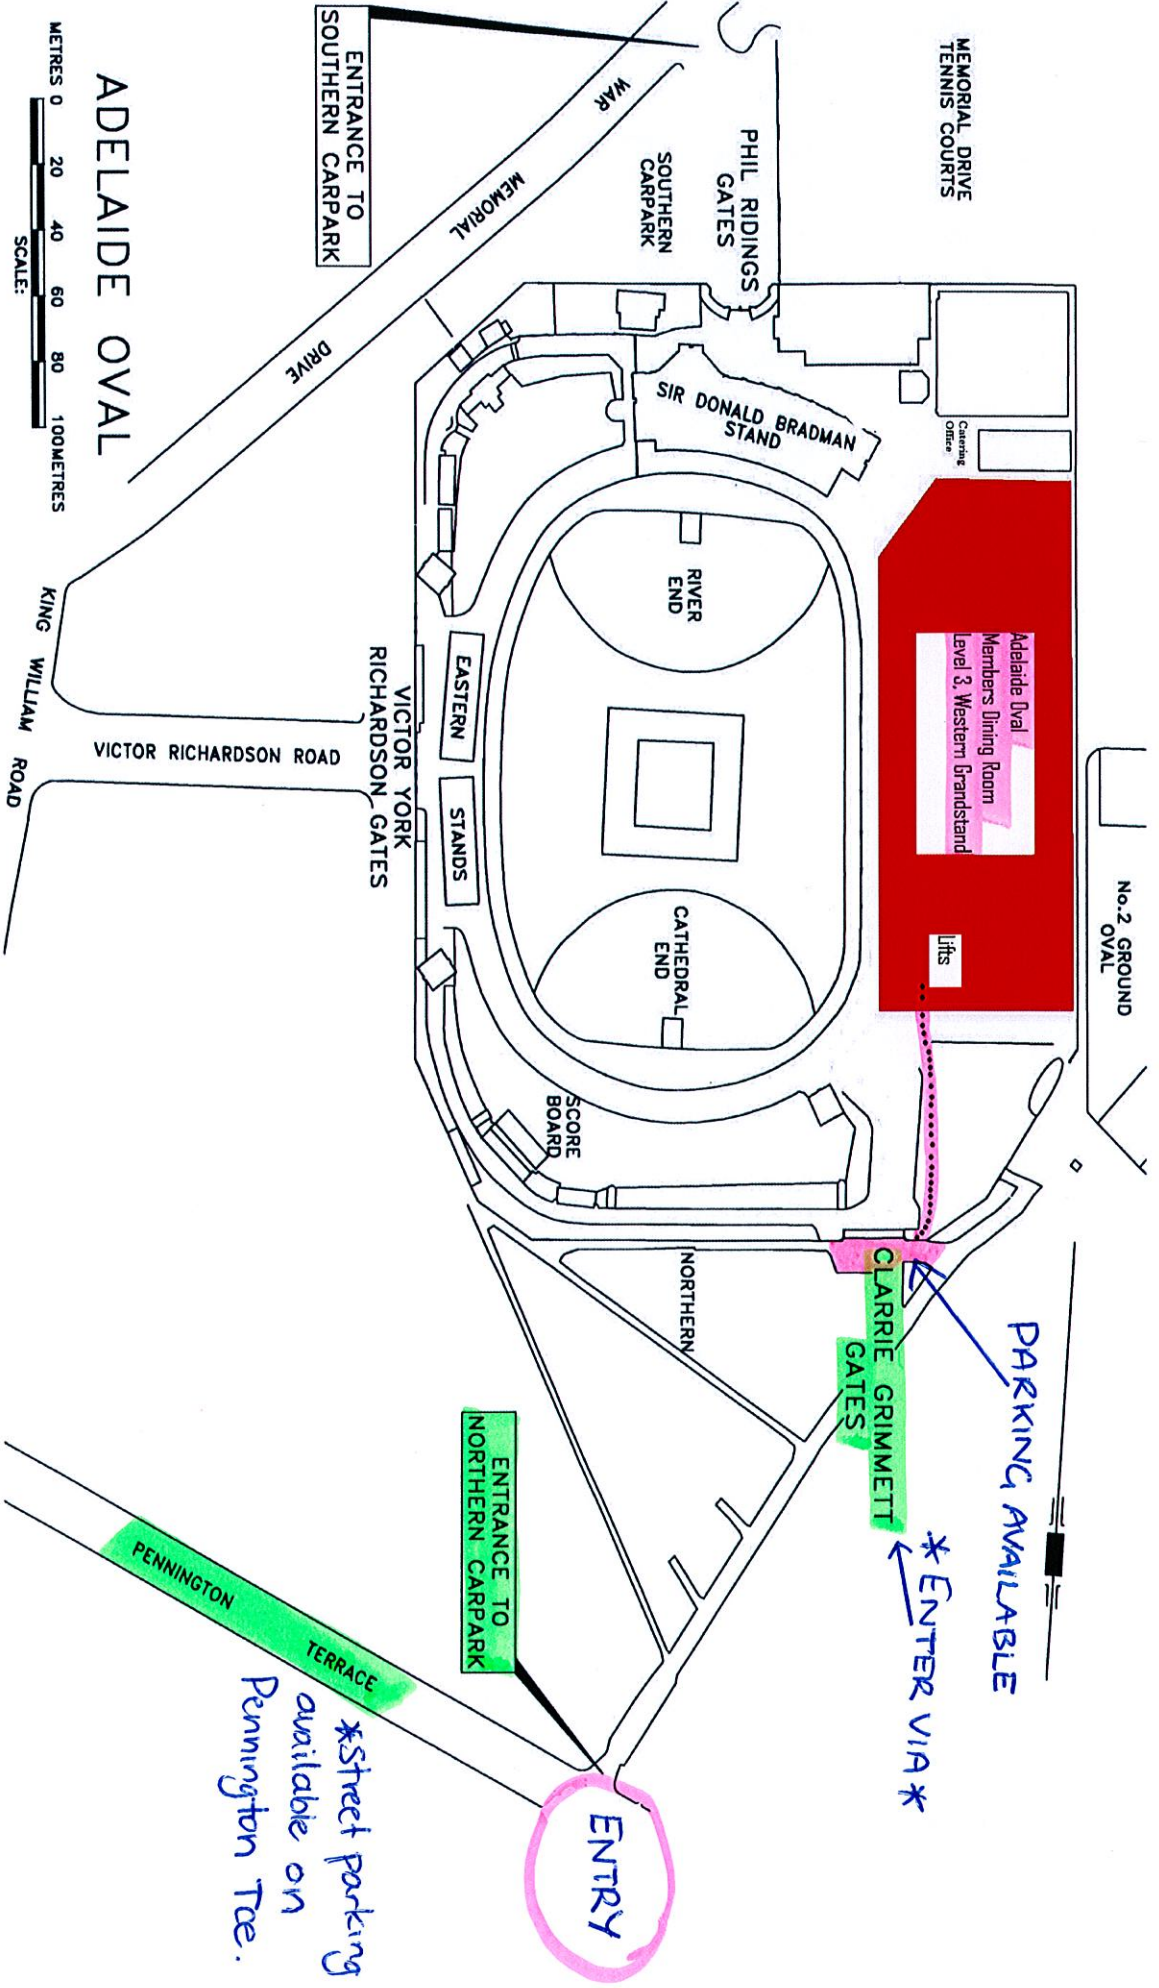 MEMORIAL DRIVE
TENNIS COURTS
No.2 GROUND
OVAL
PARKING AVAILABLE
*ENTER VIA*
Catering
Office
Adelaide Oval
Members Dining Room
Level 3, Western Grandstand
Lifts
CLARRIE GRIMMETT
GATES
PHIL RIDINGS
GATES
SOUTHERN
CARPARK
SIR DONALD BRADMAN
STAND
RIVER
END
CATHEDRAL
END
SCORE
BOARD
NORTHERN
ENTRY
WAR
MEMORIAL
DRIVE
EASTERN
STANDS
ENTRANCE TO
NORTHERN CARPARK
VICTOR YORK
RICHARDSON GATES
ENTRANCE TO
SOUTHERN CARPARK
VICTOR RICHARDSON ROAD
PENNINGTON
TERRACE
*Street parking
available on
Pennington Tce.
ADELAIDE OVAL
METRES 0 20 40 60 80 100METRES
SCALE:
KING WILLIAM ROAD